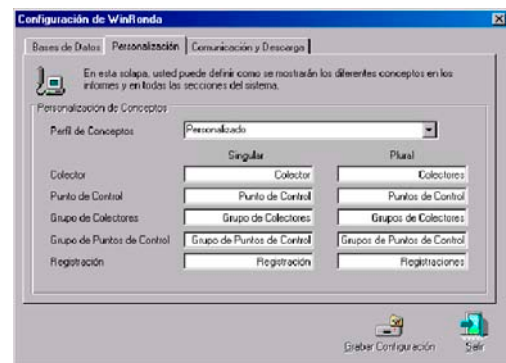 Configuración de WinRonda
Bases de Datos Personalización Comunicación y Descarga
En esta solapa, usted puede definir como se mostrarán los diferentes conceptos en los
informes y en todas las secciones del sistema.
Personalización de Conceptos
Perfil de Conceptos Personalizado
Singular Plural
Colector Colector Colectores
Punto de Control Punto de Control Puntos de Control
Grupo de Colectores Grupo de Colectores Grupos de Colectores
Grupo de Puntos de Control Grupo de Puntos de Control Grupos de Puntos de Control
Registración Registración Registraciones
Grabar Configuración Salir